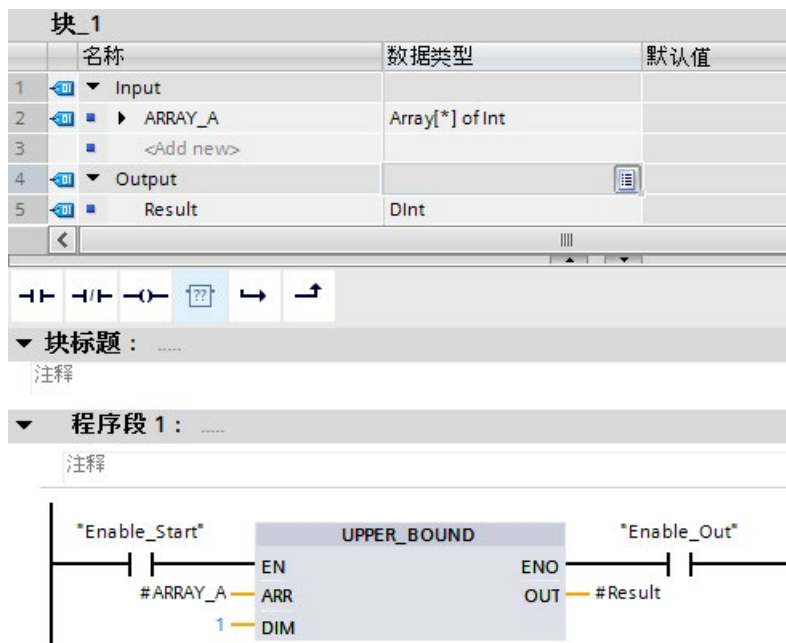 块_1
名称 数据类型 默认值
1 Input
2 ARRAY_A Array[*] of Int
3 <Add new>
4 Output
5 Result DInt
??
块标题: .....
注释
程序段 1: .....
注释
"Enable_Start" UPPER_BOUND "Enable_Out"
EN ENO
#ARRAY_A ARR OUT #Result
1 DIM